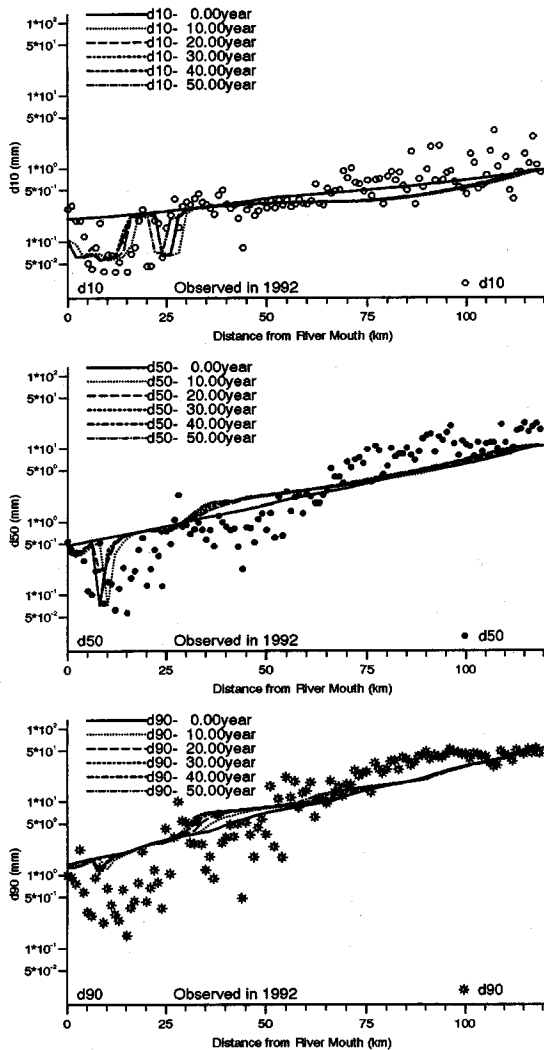 1*10²
5*10¹
1*10¹
5*10⁰
1*10⁰
5*10⁻¹
1*10⁻¹
5*10⁻²
d10 (mm)
d10- 0.00year
d10- 10.00year
d10- 20.00year
d10- 30.00year
d10- 40.00year
d10- 50.00year
d10 Observed in 1992 d10
0 25 50 75 100
Distance from River Mouth (km)
1*10²
5*10¹
1*10¹
5*10⁰
1*10⁰
5*10⁻¹
1*10⁻¹
5*10⁻²
d50 (mm)
d50- 0.00year
d50- 10.00year
d50- 20.00year
d50- 30.00year
d50- 40.00year
d50- 50.00year
d50 Observed in 1992 d50
0 25 50 75 100
Distance from River Mouth (km)
1*10²
5*10¹
1*10¹
5*10⁰
1*10⁰
5*10⁻¹
1*10⁻¹
5*10⁻²
d90 (mm)
d90- 0.00year
d90- 10.00year
d90- 20.00year
d90- 30.00year
d90- 40.00year
d90- 50.00year
d90 Observed in 1992 d90
0 25 50 75 100
Distance from River Mouth (km)